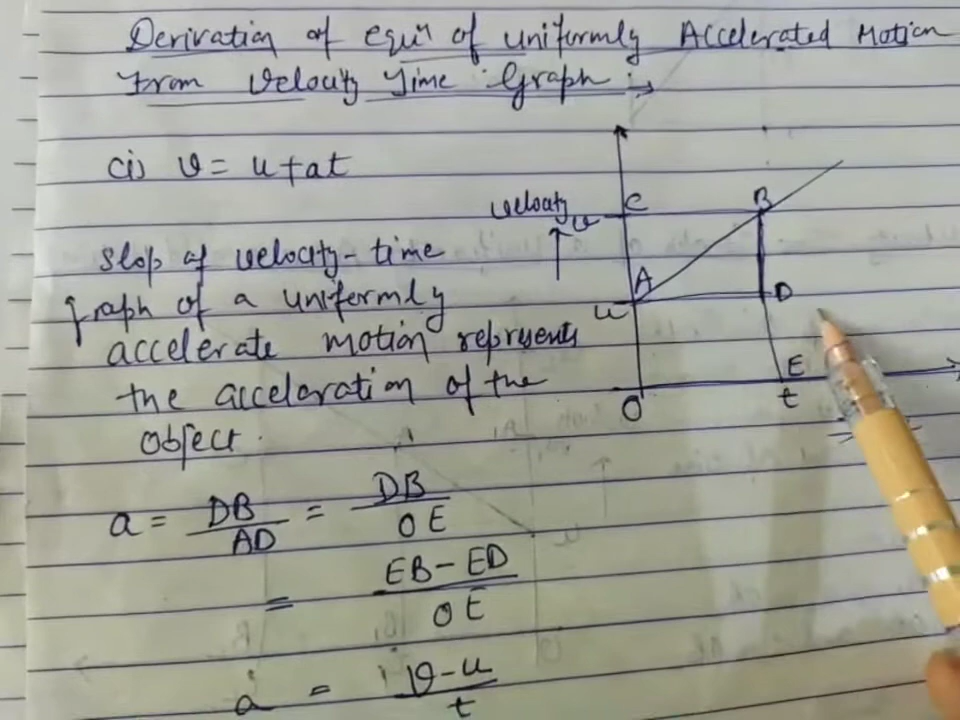 Derivation of equⁿ of uniformly Accelerated Motion
From Velocity Time Graph :→
(i) v = u + at
slop of velocity-time
graph of a uniformly
accelerate motion represents
the acceleration of the
object.
velocity
v
C
B
A
D
u
O
E
t
a = DB/AD = DB/OE
= EB-ED/OE
a = v-u/t